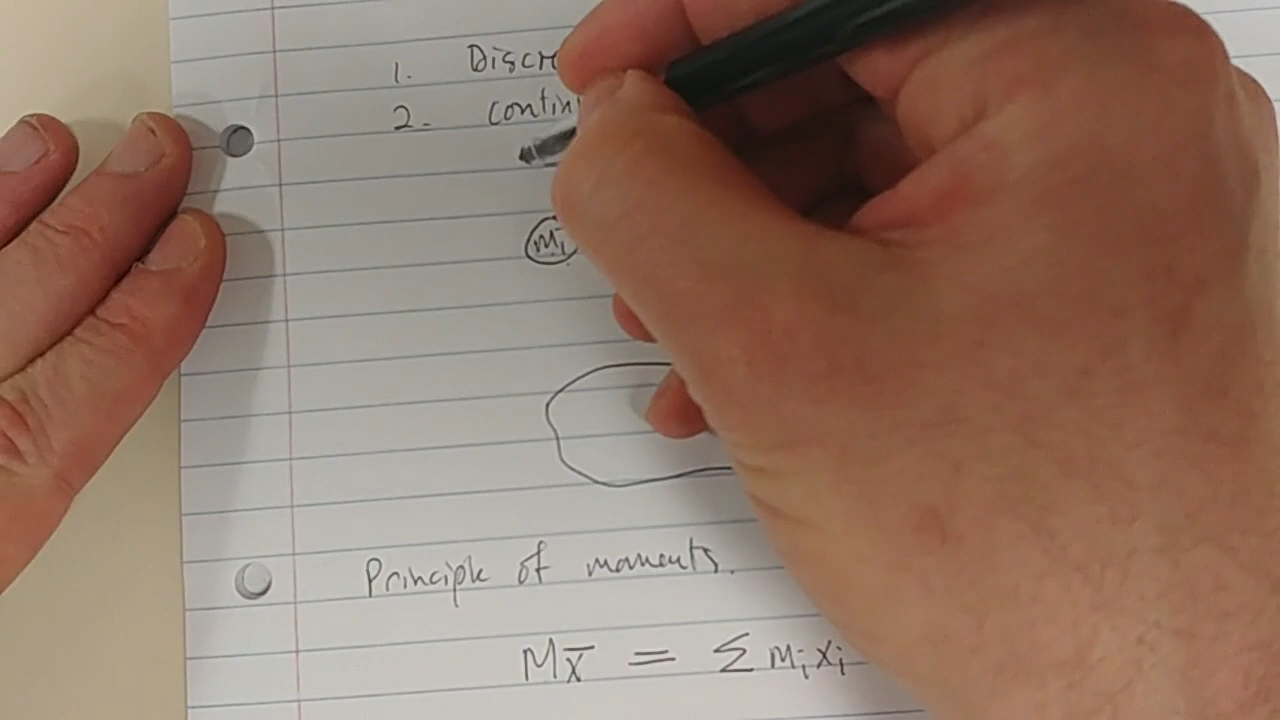 1. Discre
2. contin
mᵢ
Principle of moments.
Mx̅ = Σ mᵢxᵢ